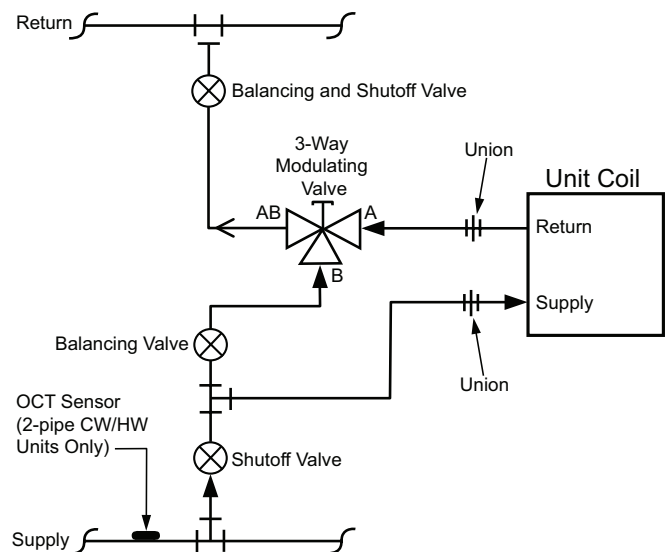 Return
Balancing and Shutoff Valve
3-Way
Modulating
Valve
Union
Unit Coil
AB
A
Return
B
Supply
Balancing Valve
Union
OCT Sensor
(2-pipe CW/HW
Units Only)
Shutoff Valve
Supply